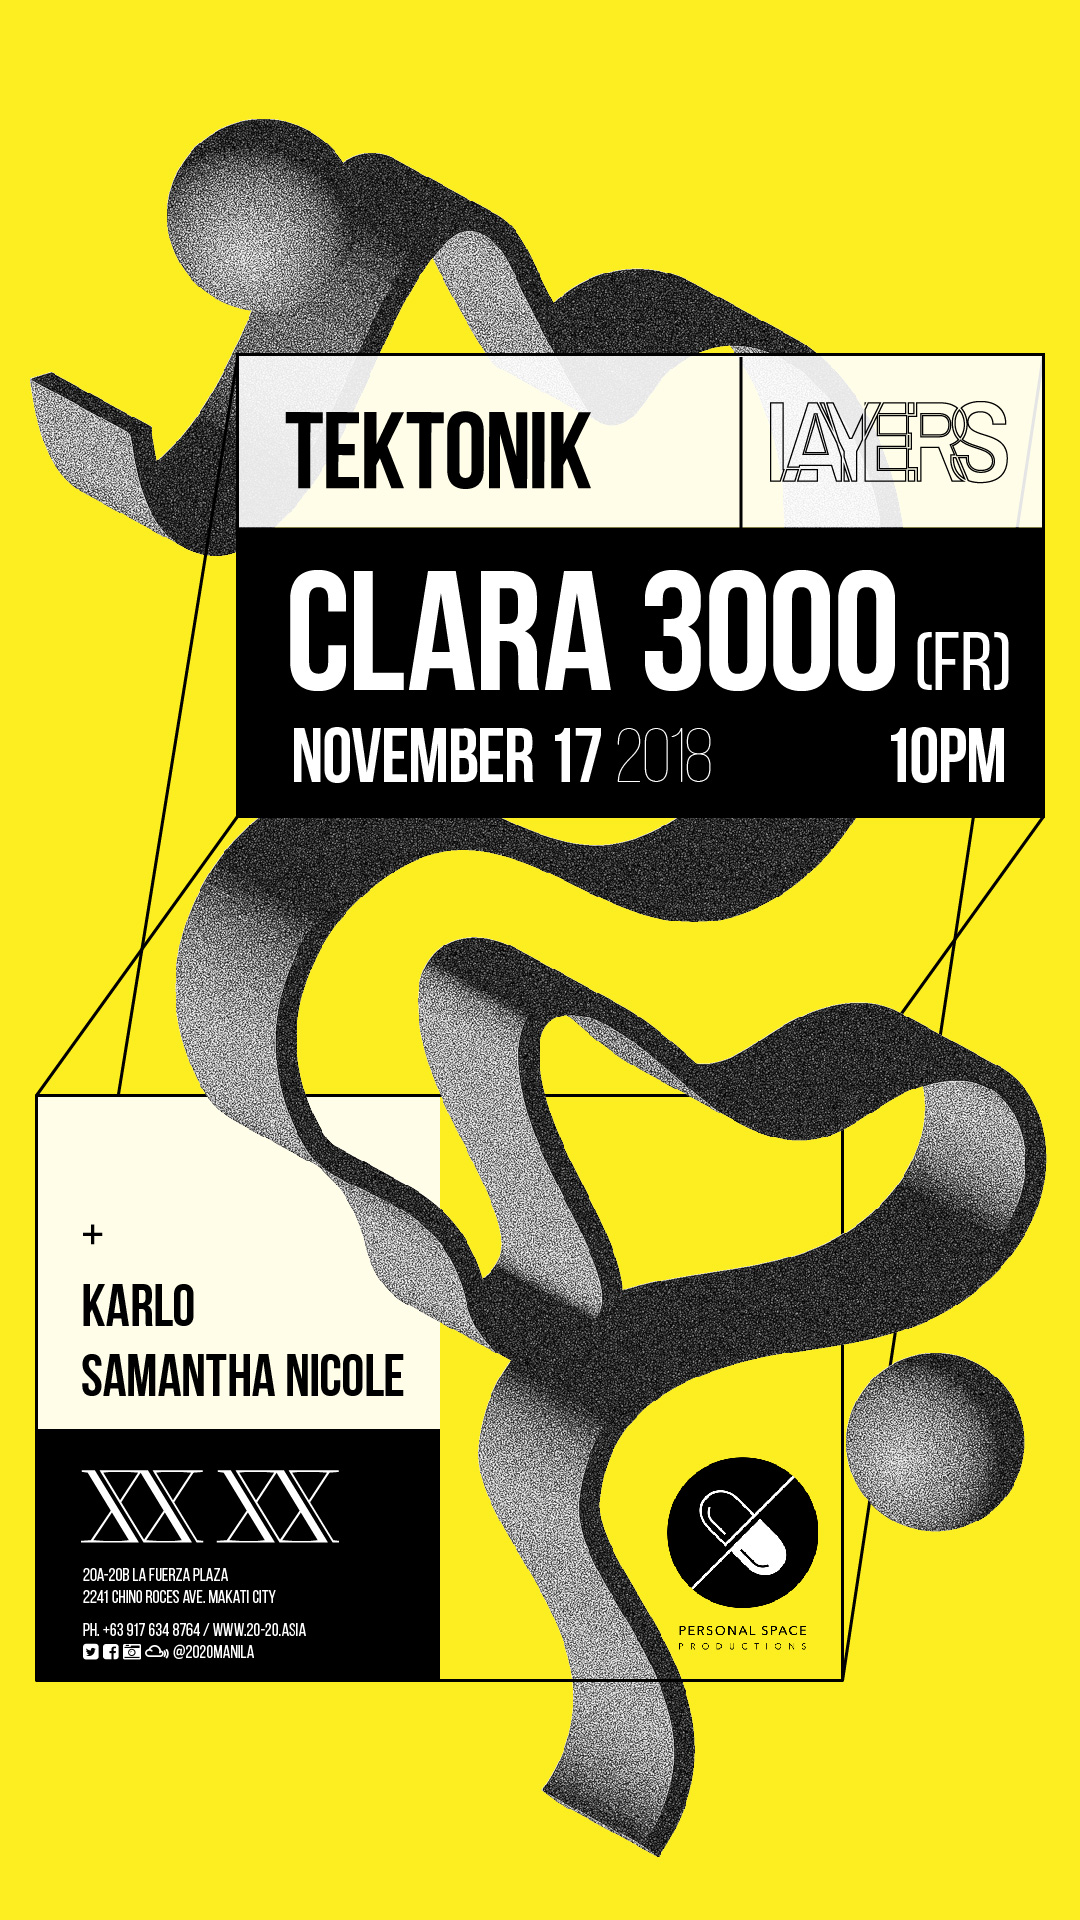 TEKTONIK
LAYERS
CLARA 3000 (FR)
NOVEMBER 17 2018 10PM
+
KARLO
SAMANTHA NICOLE
XX XX
20A-20B LA FUERZA PLAZA
2241 CHINO ROCES AVE. MAKATI CITY
PH. +63 917 634 8764 / WWW.20-20.ASIA
@2020MANILA
PERSONAL SPACE
PRODUCTIONS